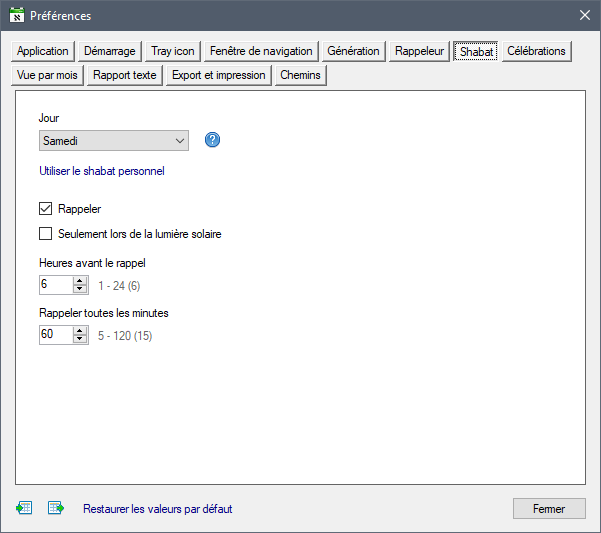 Préférences
Application Démarrage Tray icon Fenêtre de navigation Génération Rappeleur Shabat Célébrations
Vue par mois Rapport texte Export et impression Chemins
Jour
Samedi ?
Utiliser le shabat personnel
Rappeler
Seulement lors de la lumière solaire
Heures avant le rappel
6 1 - 24 (6)
Rappeler toutes les minutes
60 5 - 120 (15)
Restaurer les valeurs par défaut Fermer